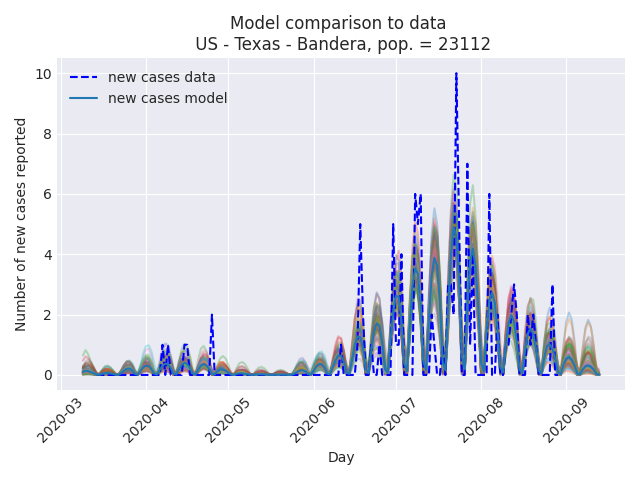 Model comparison to data
US - Texas - Bandera, pop. = 23112
new cases data
new cases model
Number of new cases reported
10
8
6
4
2
0
2020-03
2020-04
2020-05
2020-06
2020-07
2020-08
2020-09
Day